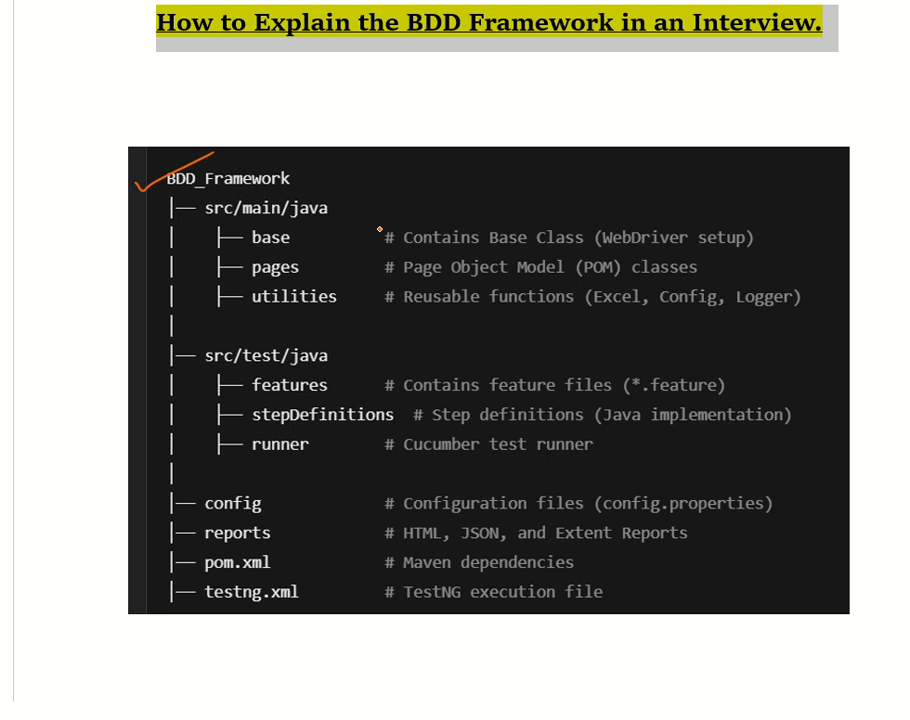 How to Explain the BDD Framework in an Interview.
BDD_Framework
|── src/main/java
|   ├── base          # Contains Base Class (WebDriver setup)
|   ├── pages         # Page Object Model (POM) classes
|   ├── utilities     # Reusable functions (Excel, Config, Logger)
|
|── src/test/java
|   ├── features      # Contains feature files (*.feature)
|   ├── stepDefinitions  # Step definitions (Java implementation)
|   ├── runner        # Cucumber test runner
|
|── config            # Configuration files (config.properties)
|── reports           # HTML, JSON, and Extent Reports
|── pom.xml           # Maven dependencies
|── testng.xml        # TestNG execution file